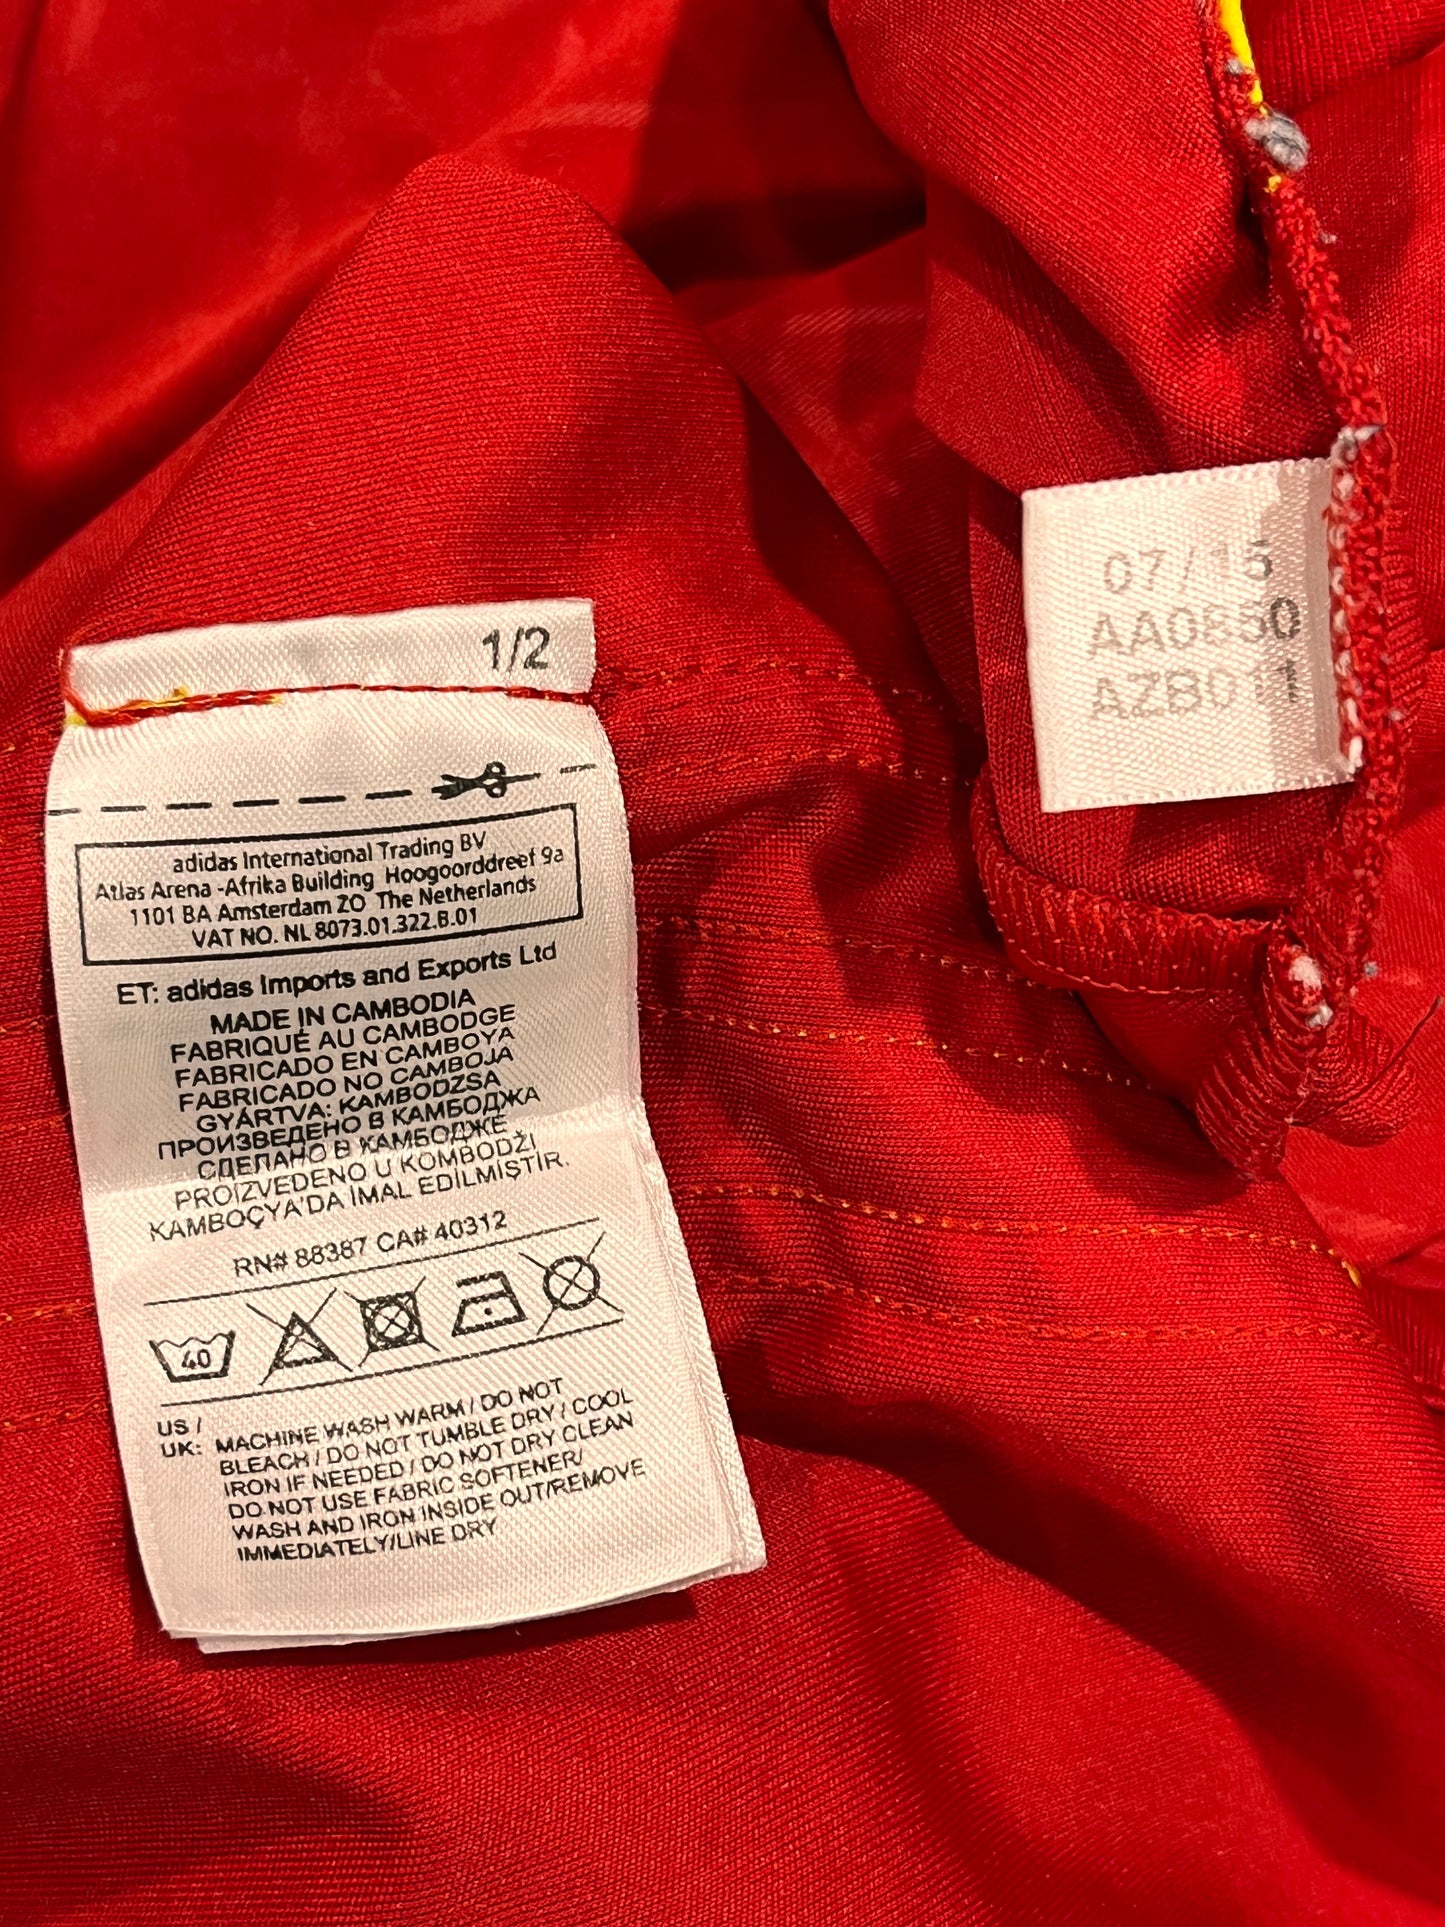 1/2
adidas International Trading BV
Atlas Arena -Afrika Building Hoogoorddreef 9a
1101 BA Amsterdam ZO The Netherlands
VAT NO. NL 8073.01.322.B.01
ET: adidas Imports and Exports Ltd
MADE IN CAMBODIA
FABRIQUÉ AU CAMBODGE
FABRICADO EN CAMBOYA
FABRICADO NO CAMBOJA
GYÁRTVA: KAMBODZSA
ПРОИЗВЕДЕНО В КАМБОДЖА
СДЕЛАНО В КАМБОДЖЕ
PROIZVEDENO U KOMBODŽI
KAMBOÇYA'DA İMAL EDİLMİŞTİR.
RN# 88387 CA# 40312
40
US /
UK: MACHINE WASH WARM / DO NOT
BLEACH / DO NOT TUMBLE DRY / COOL
IRON IF NEEDED / DO NOT DRY CLEAN
DO NOT USE FABRIC SOFTENER/
WASH AND IRON INSIDE OUT/REMOVE
IMMEDIATELY/LINE DRY
07/15
AA0850
AZB011